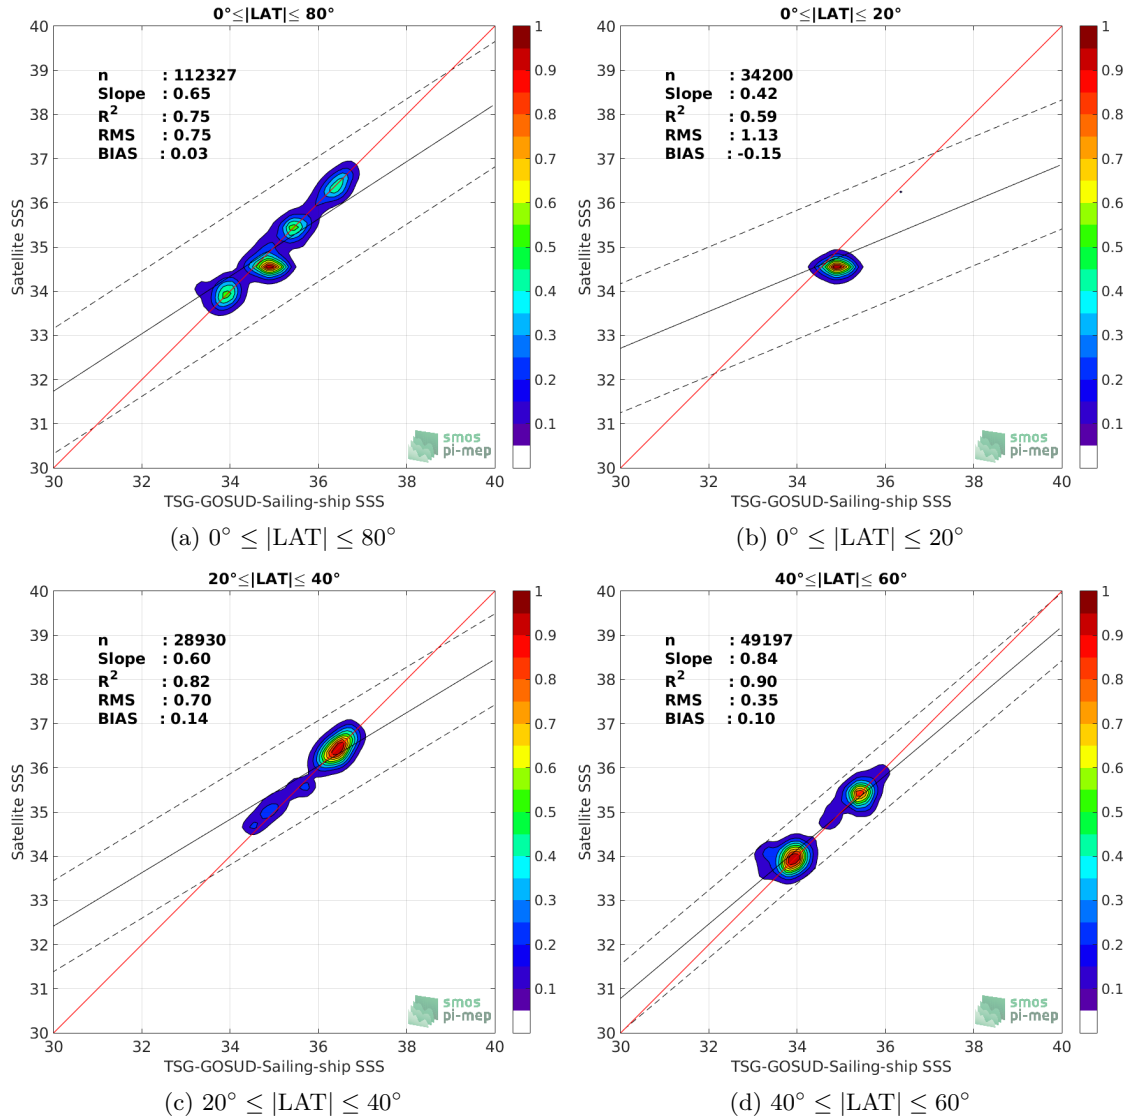 0°≤|LAT|≤ 80°
n : 112327
Slope : 0.65
R2 : 0.75
RMS : 0.75
BIAS : 0.03
40
39
38
37
36
35
34
33
32
31
30
Satellite SSS
30 32 34 36 38 40
TSG-GOSUD-Sailing-ship SSS
1
0.9
0.8
0.7
0.6
0.5
0.4
0.3
0.2
0.1
smos
pi-mep
(a) 0° ≤ |LAT| ≤ 80°
0°≤|LAT|≤ 20°
n : 34200
Slope : 0.42
R2 : 0.59
RMS : 1.13
BIAS : -0.15
40
39
38
37
36
35
34
33
32
31
30
Satellite SSS
30 32 34 36 38 40
TSG-GOSUD-Sailing-ship SSS
1
0.9
0.8
0.7
0.6
0.5
0.4
0.3
0.2
0.1
smos
pi-mep
(b) 0° ≤ |LAT| ≤ 20°
20°≤|LAT|≤ 40°
n : 28930
Slope : 0.60
R2 : 0.82
RMS : 0.70
BIAS : 0.14
40
39
38
37
36
35
34
33
32
31
30
Satellite SSS
30 32 34 36 38 40
TSG-GOSUD-Sailing-ship SSS
1
0.9
0.8
0.7
0.6
0.5
0.4
0.3
0.2
0.1
smos
pi-mep
(c) 20° ≤ |LAT| ≤ 40°
40°≤|LAT|≤ 60°
n : 49197
Slope : 0.84
R2 : 0.90
RMS : 0.35
BIAS : 0.10
40
39
38
37
36
35
34
33
32
31
30
Satellite SSS
30 32 34 36 38 40
TSG-GOSUD-Sailing-ship SSS
1
0.9
0.8
0.7
0.6
0.5
0.4
0.3
0.2
0.1
smos
pi-mep
(d) 40° ≤ |LAT| ≤ 60°